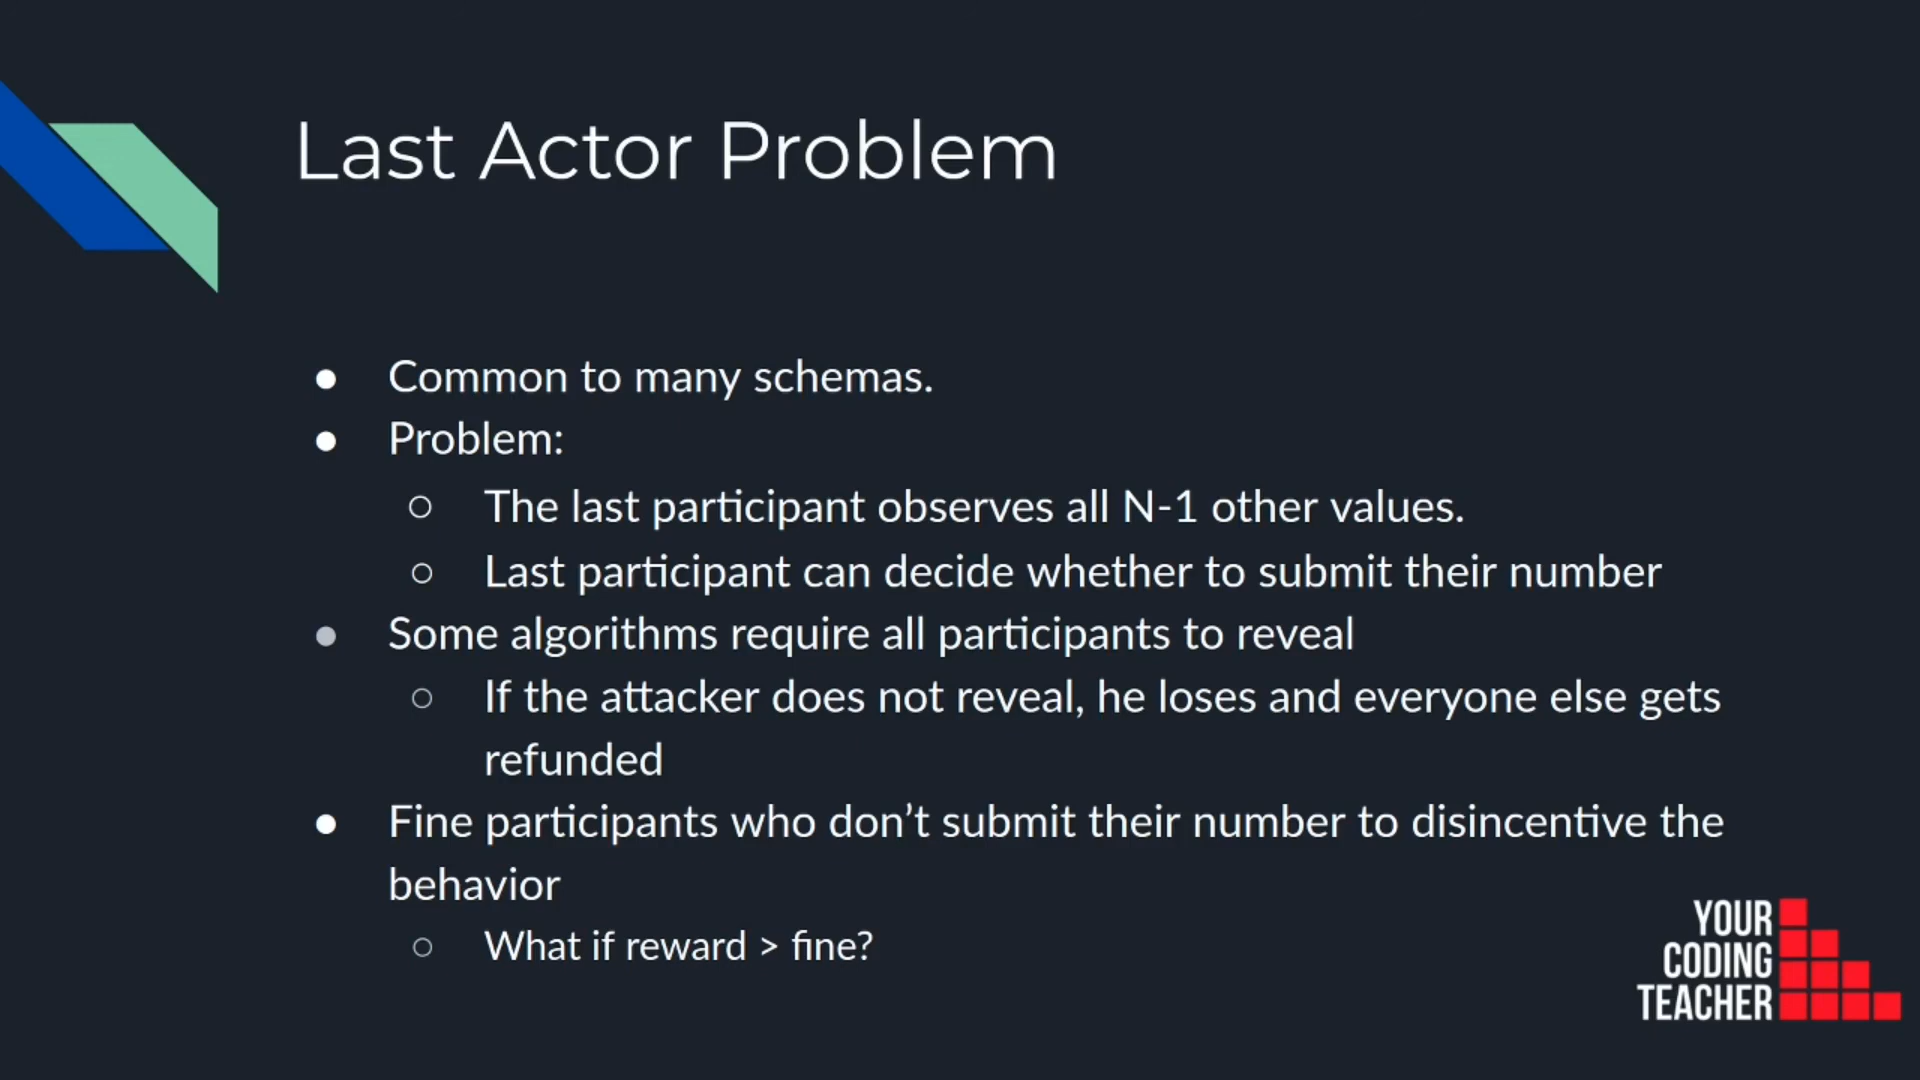 Last Actor Problem
● Common to many schemas.
● Problem:
○ The last participant observes all N-1 other values.
○ Last participant can decide whether to submit their number
● Some algorithms require all participants to reveal
○ If the attacker does not reveal, he loses and everyone else gets
refunded
● Fine participants who don’t submit their number to disincentive the
behavior
○ What if reward > fine?
YOUR
CODING
TEACHER